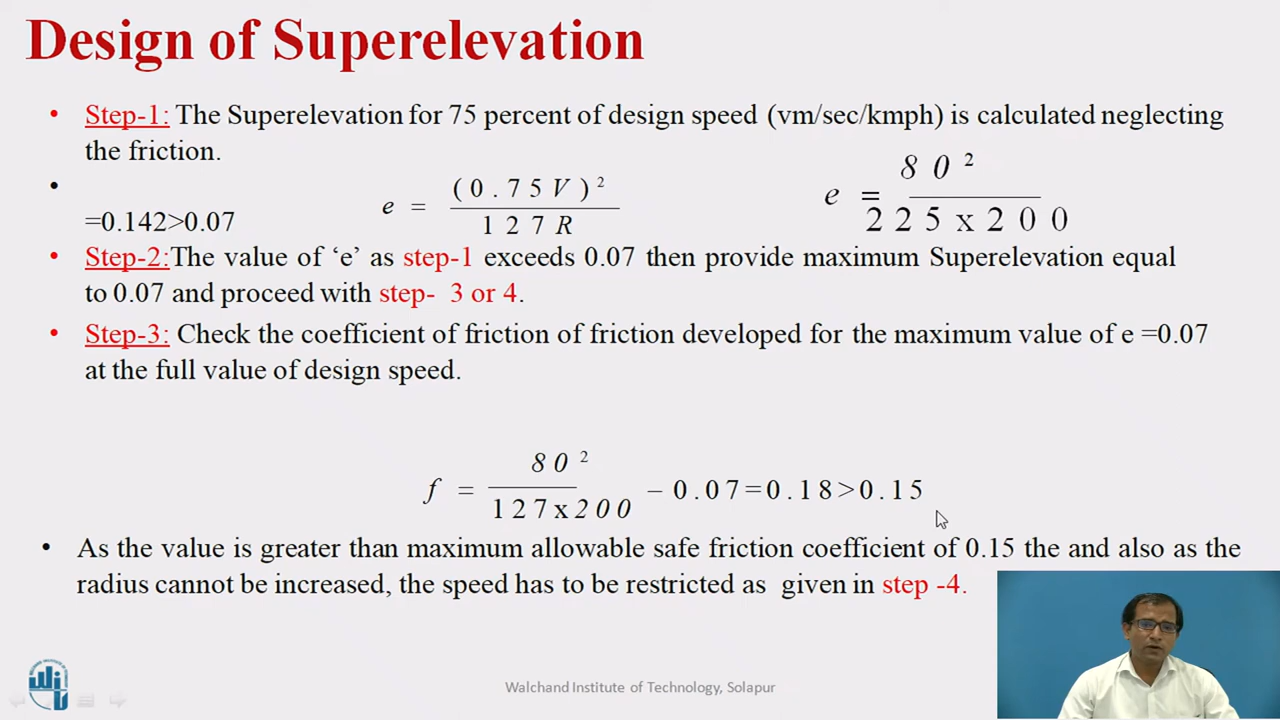 Design of Superelevation
• Step-1: The Superelevation for 75 percent of design speed (vm/sec/kmph) is calculated neglecting
the friction.
• e = (0.75V)² / 127R
e = 80² / 225x200
=0.142>0.07
• Step-2:The value of ‘e’ as step-1 exceeds 0.07 then provide maximum Superelevation equal
to 0.07 and proceed with step- 3 or 4.
• Step-3: Check the coefficient of friction of friction developed for the maximum value of e =0.07
at the full value of design speed.
f = 80² / 127x200 – 0.07=0.18>0.15
• As the value is greater than maximum allowable safe friction coefficient of 0.15 the and also as the
radius cannot be increased, the speed has to be restricted as given in step -4.
Walchand Institute of Technology, Solapur